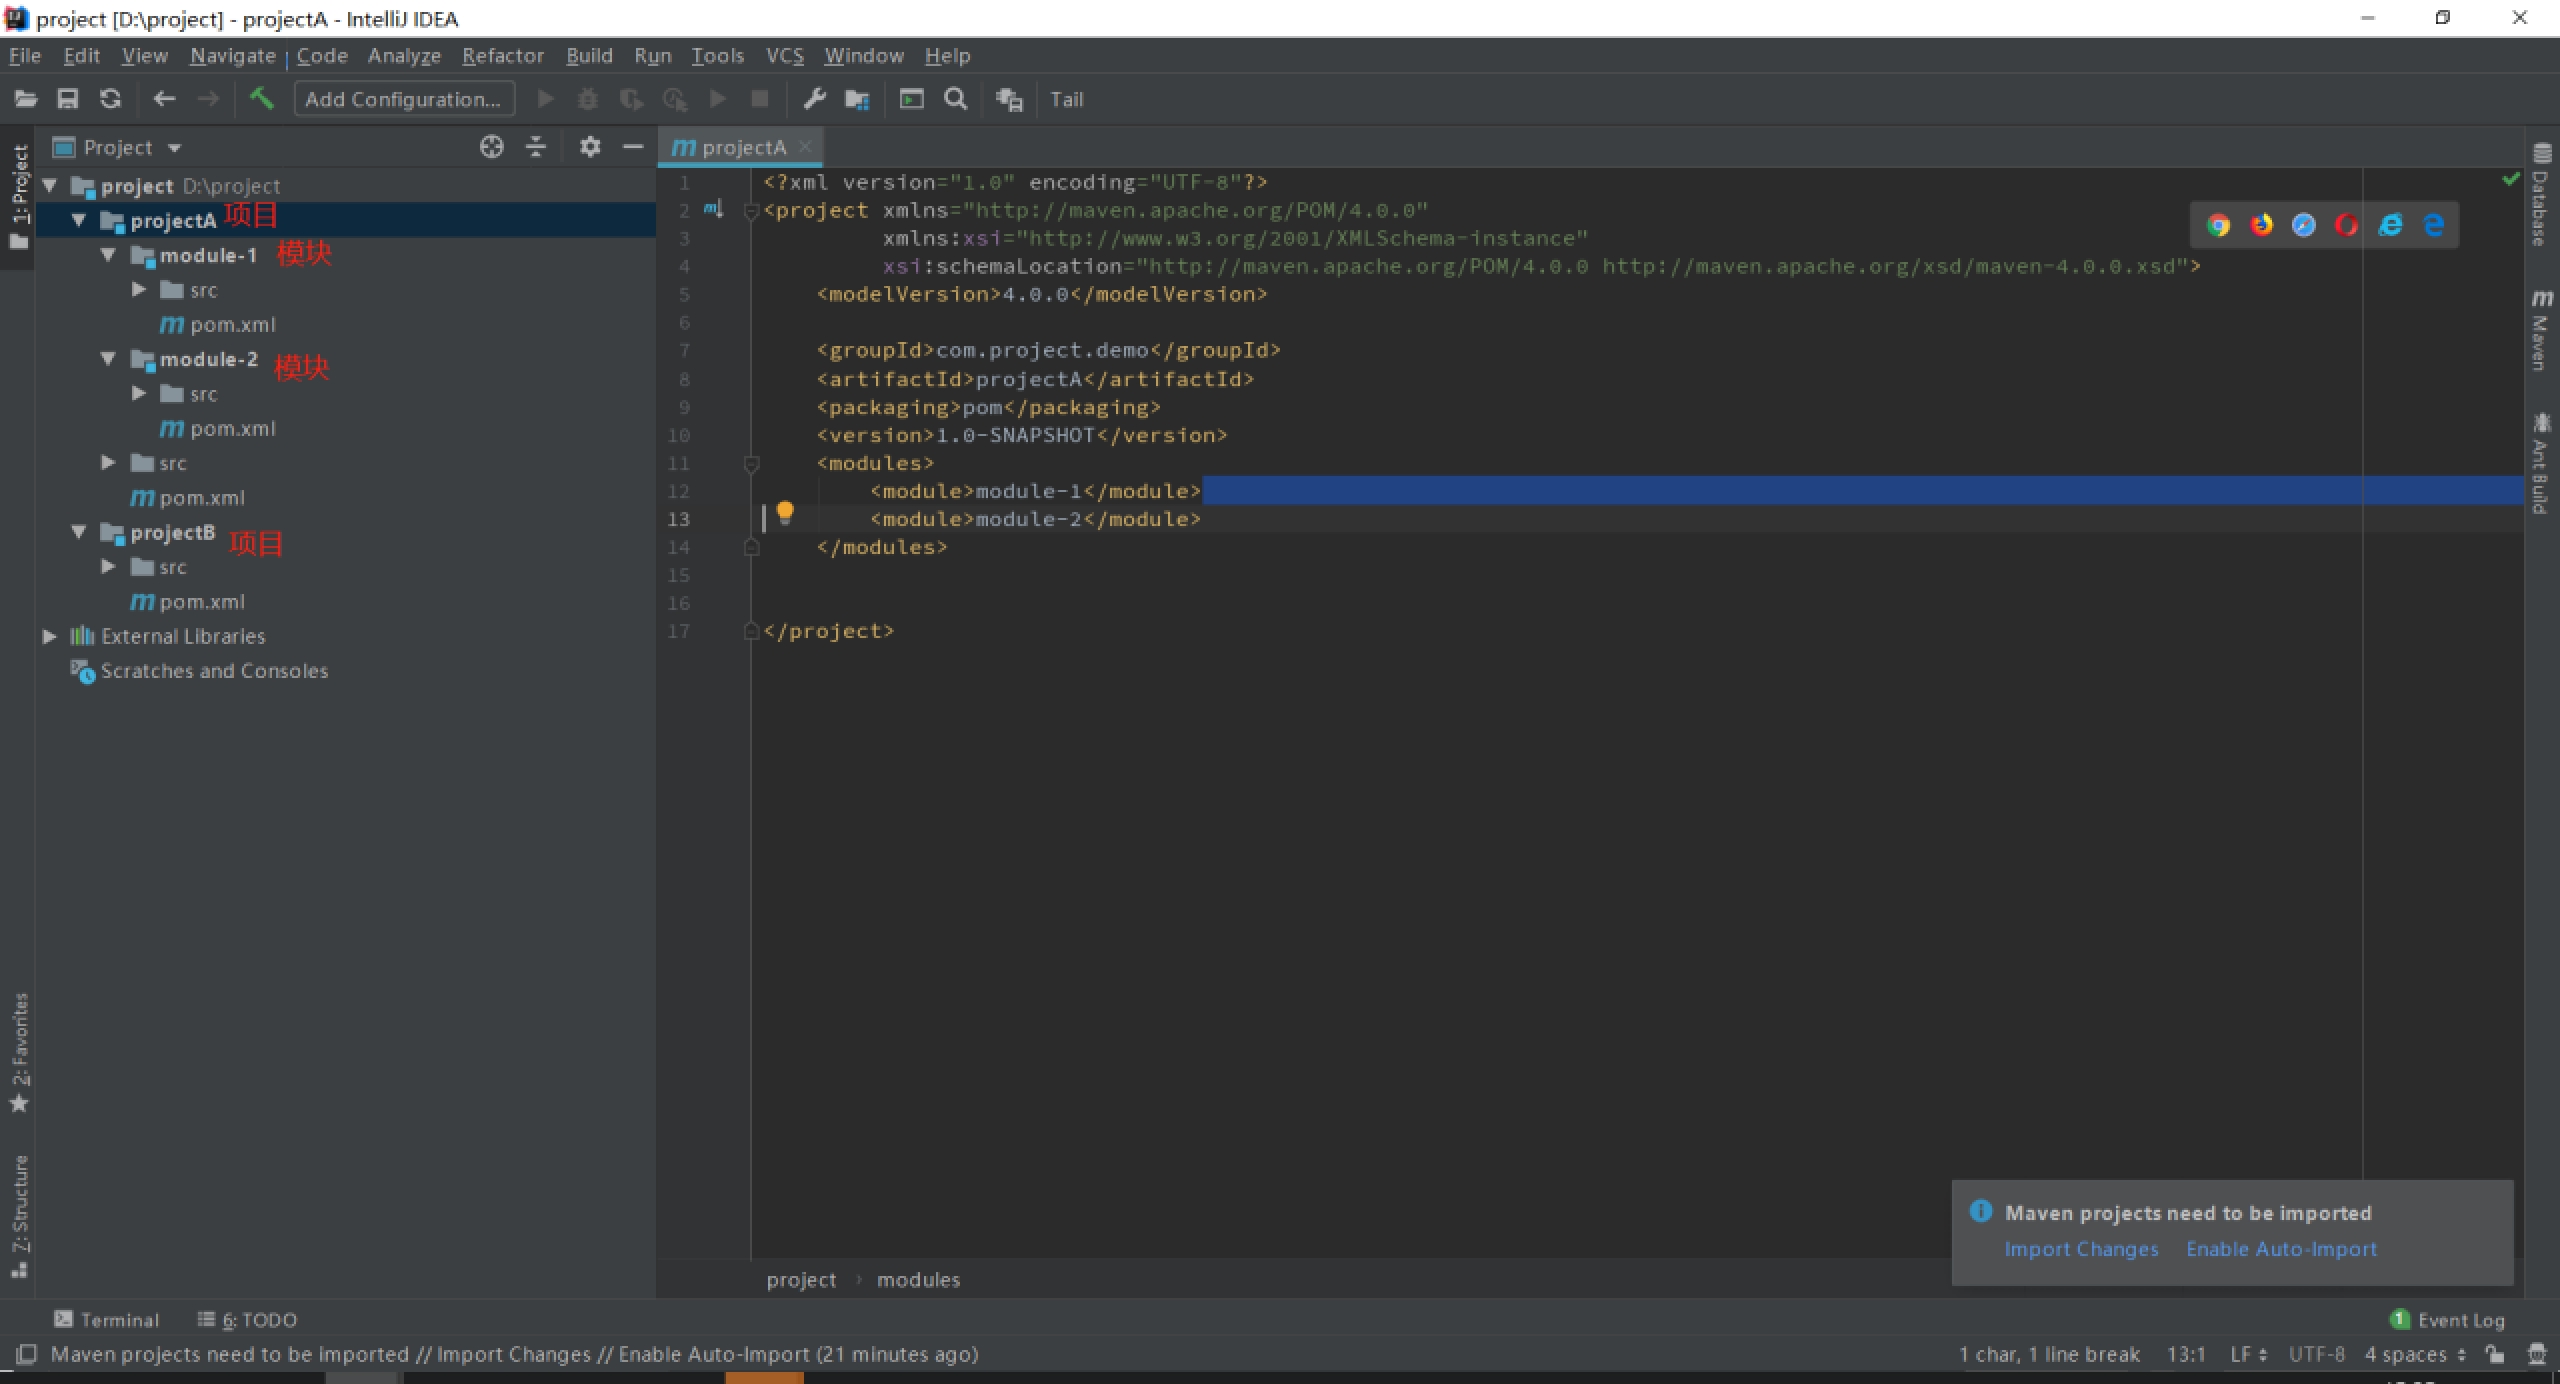 project [D:\project] - projectA - IntelliJ IDEA
File Edit View Navigate Code Analyze Refactor Build Run Tools VCS Window Help
Add Configuration... Tail
1: Project
Project
projectA
project D:\project
projectA 项目
module-1 模块
src
pom.xml
module-2 模块
src
pom.xml
src
pom.xml
projectB 项目
src
pom.xml
External Libraries
Scratches and Consoles
1 <?xml version="1.0" encoding="UTF-8"?>
2 <project xmlns="http://maven.apache.org/POM/4.0.0"
3 xmlns:xsi="http://www.w3.org/2001/XMLSchema-instance"
4 xsi:schemaLocation="http://maven.apache.org/POM/4.0.0 http://maven.apache.org/xsd/maven-4.0.0.xsd">
5 <modelVersion>4.0.0</modelVersion>
6
7 <groupId>com.project.demo</groupId>
8 <artifactId>projectA</artifactId>
9 <packaging>pom</packaging>
10 <version>1.0-SNAPSHOT</version>
11 <modules>
12 <module>module-1</module>
13 <module>module-2</module>
14 </modules>
15
16
17 </project>
Database
Maven
Ant Build
2: Favorites
7: Structure
Maven projects need to be imported
Import Changes Enable Auto-Import
project › modules
Terminal 6: TODO
1 Event Log
Maven projects need to be imported // Import Changes // Enable Auto-Import (21 minutes ago)
1 char, 1 line break 13:1 LF UTF-8 4 spaces